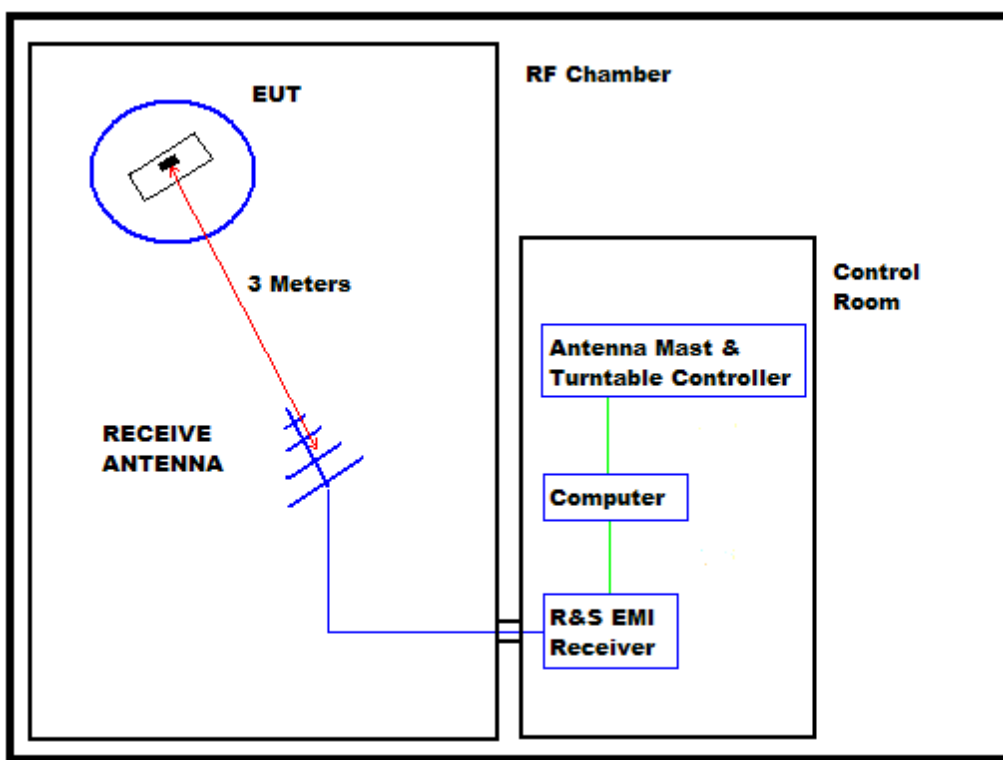 EUT
RF Chamber
3 Meters
RECEIVE
ANTENNA
Control
Room
Antenna Mast &
Turntable Controller
Computer
R&S EMI
Receiver